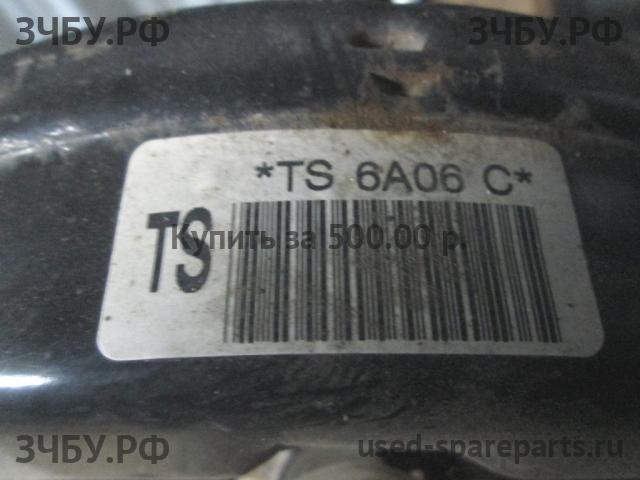 ЗЧБУ.РФ ЗЧБУ.РФ
*TS 6A06 C*
TS
Купить за 500.00 р.
ЗЧБУ.РФ
used-spareparts.ru